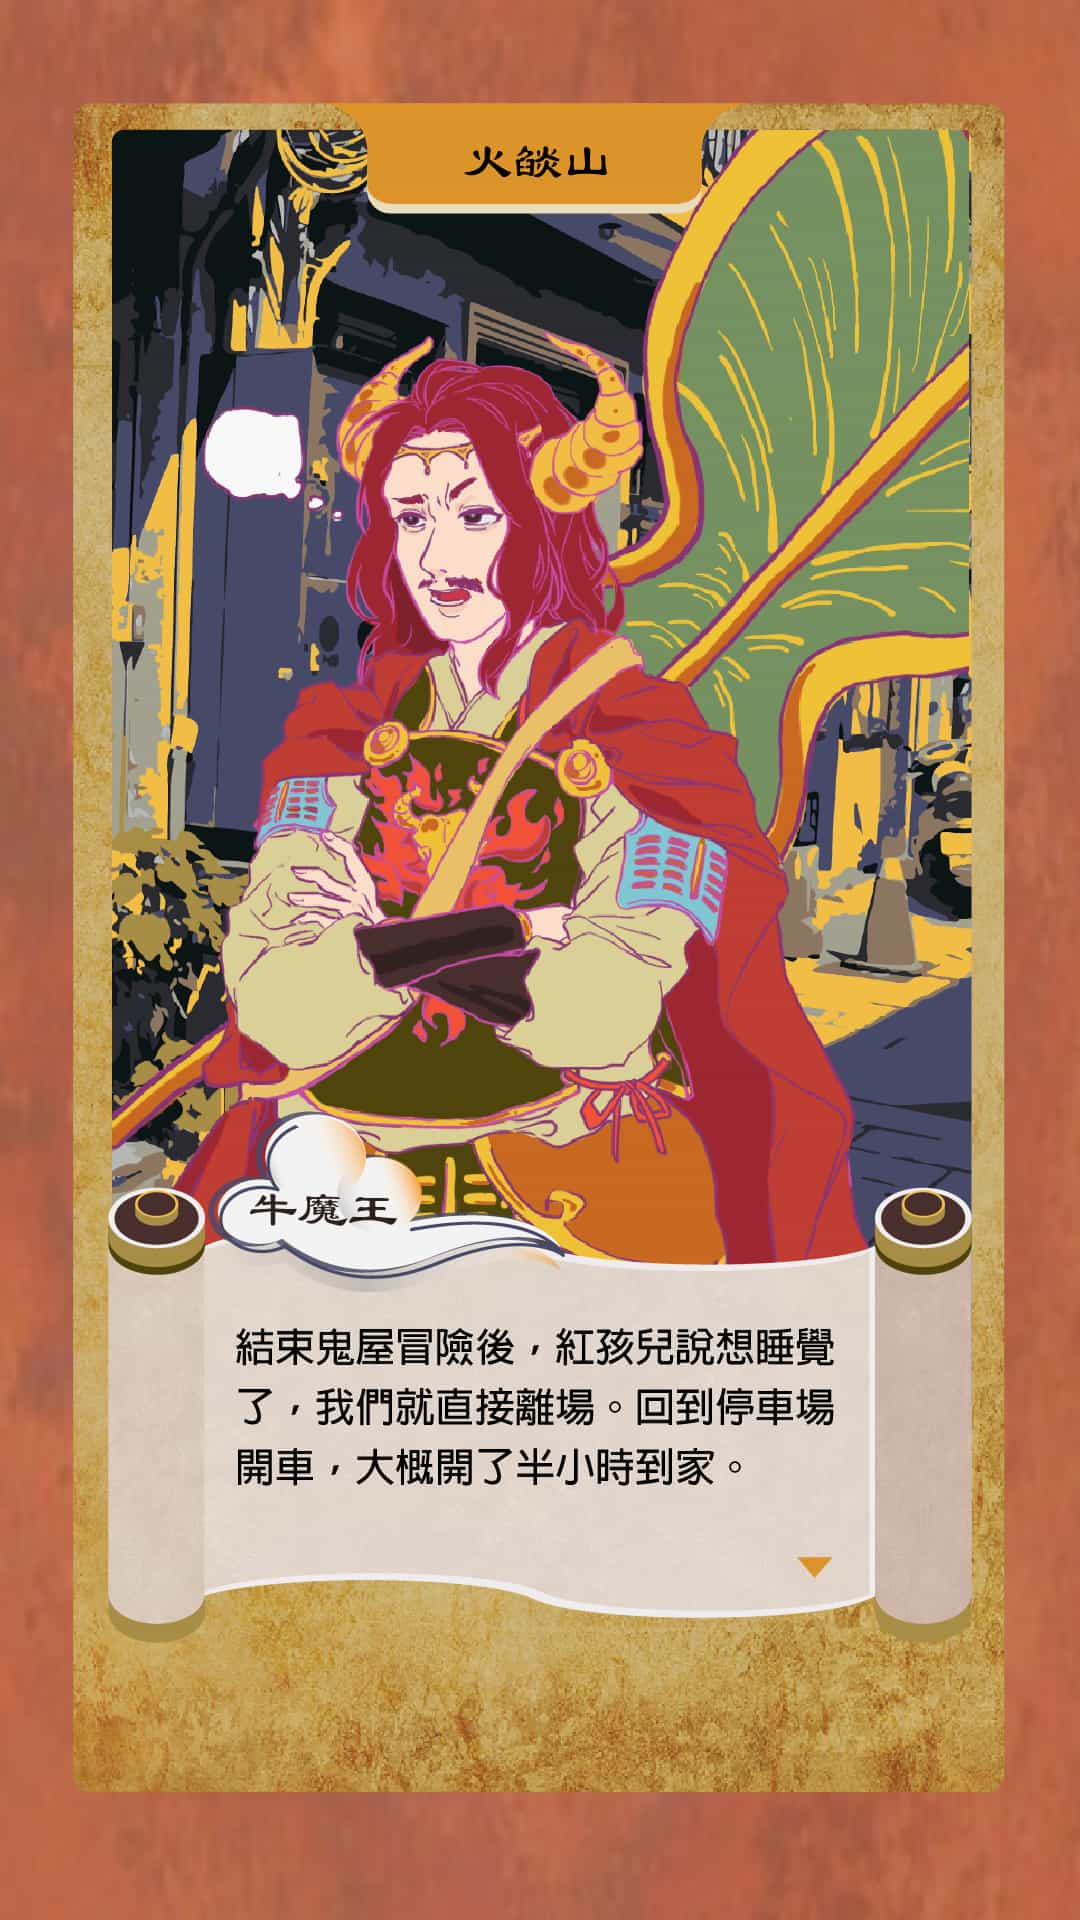 火燄山
牛魔王
結束鬼屋冒險後，紅孩兒說想睡覺
了，我們就直接離場。回到停車場
開車，大概開了半小時到家。